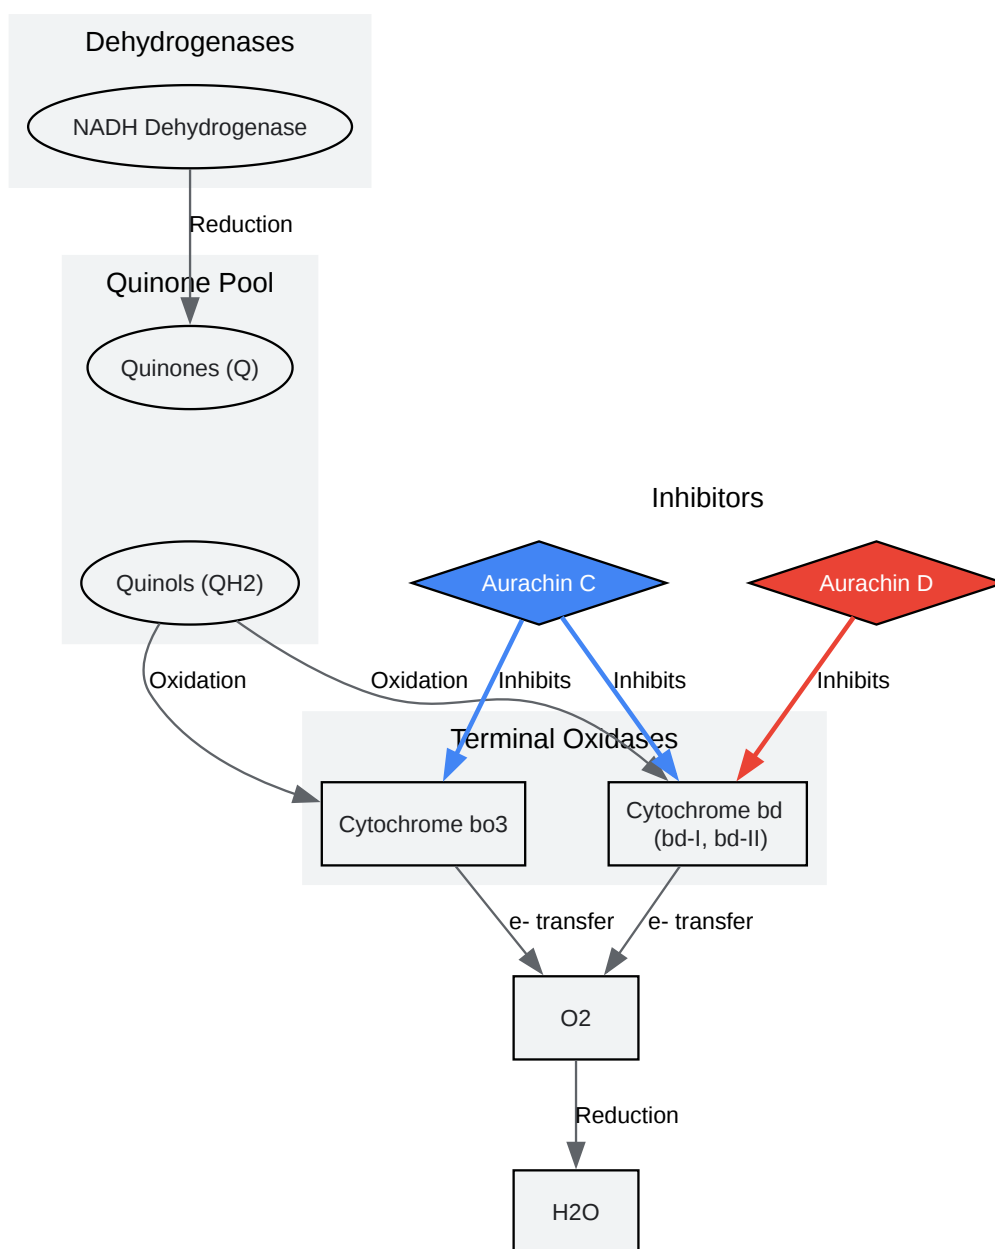 Dehydrogenases
NADH Dehydrogenase
Reduction
Quinone Pool
Quinones (Q)
Inhibitors
Quinols (QH2)
Aurachin C
Aurachin D
Oxidation
Oxidation
Inhibits
Inhibits
Inhibits
Terminal Oxidases
Cytochrome bo3
Cytochrome bd
(bd-I, bd-II)
e- transfer
e- transfer
O2
Reduction
H2O